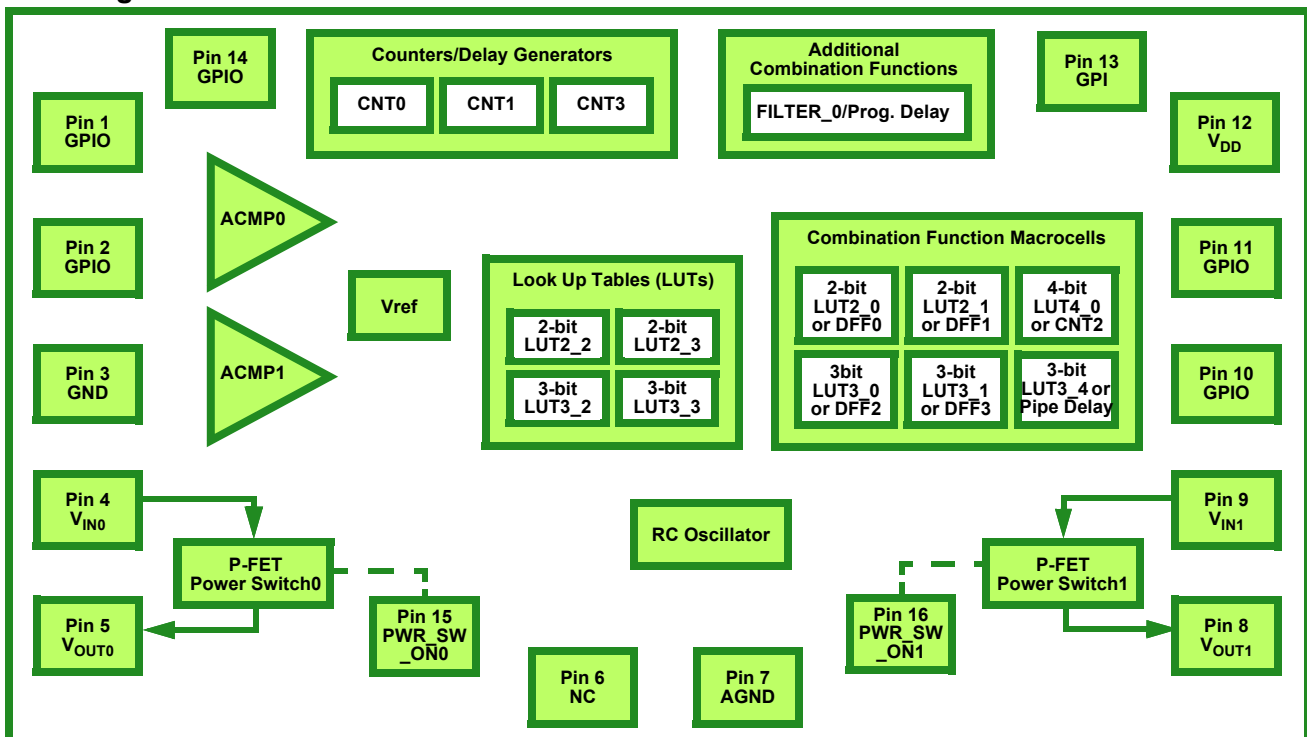 Pin 14
GPIO
Counters/Delay Generators
CNT0
CNT1
CNT3
Additional
Combination Functions
FILTER_0/Prog. Delay
Pin 13
GPI
Pin 1
GPIO
Pin 12
VDD
ACMP0
Pin 2
GPIO
Vref
Look Up Tables (LUTs)
2-bit
LUT2_2
2-bit
LUT2_3
3-bit
LUT3_2
3-bit
LUT3_3
Combination Function Macrocells
2-bit
LUT2_0
or DFF0
2-bit
LUT2_1
or DFF1
4-bit
LUT4_0
or CNT2
3bit
LUT3_0
or DFF2
3-bit
LUT3_1
or DFF3
3-bit
LUT3_4 or
Pipe Delay
Pin 11
GPIO
Pin 3
GND
ACMP1
Pin 10
GPIO
Pin 4
VIN0
P-FET
Power Switch0
RC Oscillator
P-FET
Power Switch1
Pin 9
VIN1
Pin 5
VOUT0
Pin 15
PWR_SW
_ON0
Pin 16
PWR_SW
_ON1
Pin 8
VOUT1
Pin 6
NC
Pin 7
AGND